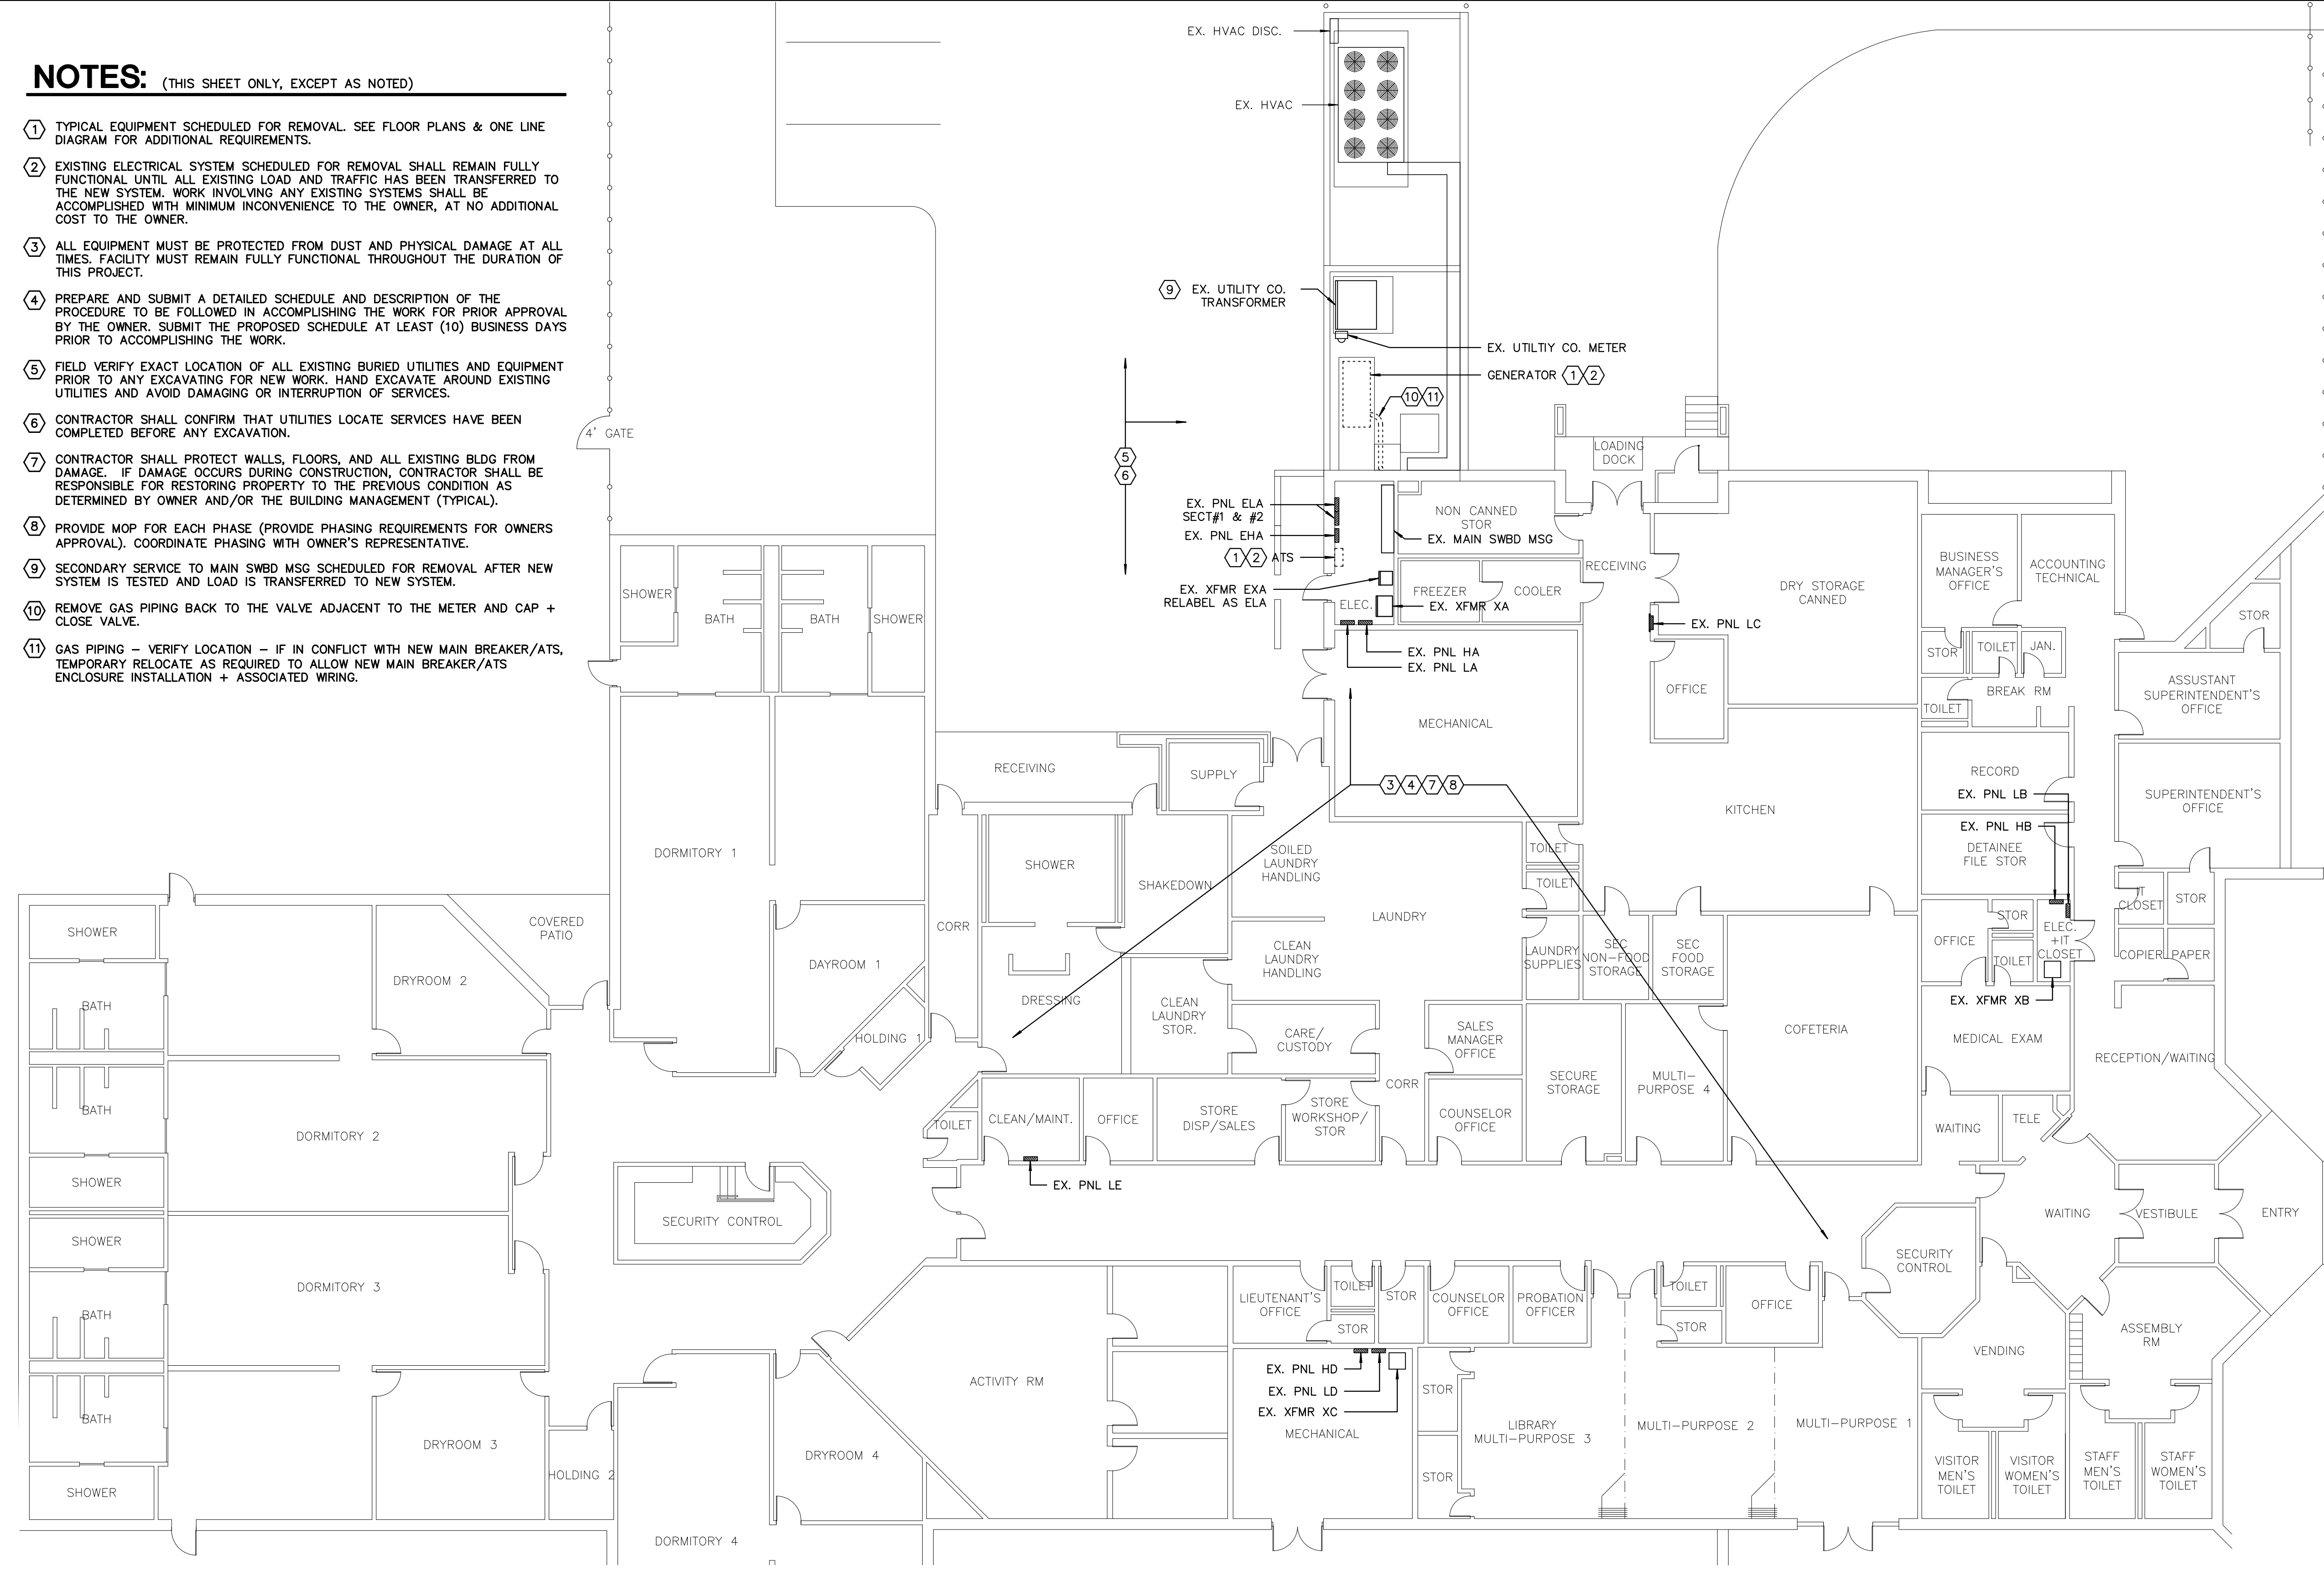 NOTES: (THIS SHEET ONLY, EXCEPT AS NOTED)
1 TYPICAL EQUIPMENT SCHEDULED FOR REMOVAL. SEE FLOOR PLANS & ONE LINE
DIAGRAM FOR ADDITIONAL REQUIREMENTS.
2 EXISTING ELECTRICAL SYSTEM SCHEDULED FOR REMOVAL SHALL REMAIN FULLY
FUNCTIONAL UNTIL ALL EXISTING LOAD AND TRAFFIC HAS BEEN TRANSFERRED TO
THE NEW SYSTEM. WORK INVOLVING ANY EXISTING SYSTEMS SHALL BE
ACCOMPLISHED WITH MINIMUM INCONVENIENCE TO THE OWNER, AT NO ADDITIONAL
COST TO THE OWNER.
3 ALL EQUIPMENT MUST BE PROTECTED FROM DUST AND PHYSICAL DAMAGE AT ALL
TIMES. FACILITY MUST REMAIN FULLY FUNCTIONAL THROUGHOUT THE DURATION OF
THIS PROJECT.
4 PREPARE AND SUBMIT A DETAILED SCHEDULE AND DESCRIPTION OF THE
PROCEDURE TO BE FOLLOWED IN ACCOMPLISHING THE WORK FOR PRIOR APPROVAL
BY THE OWNER. SUBMIT THE PROPOSED SCHEDULE AT LEAST (10) BUSINESS DAYS
PRIOR TO ACCOMPLISHING THE WORK.
5 FIELD VERIFY EXACT LOCATION OF ALL EXISTING BURIED UTILITIES AND EQUIPMENT
PRIOR TO ANY EXCAVATING FOR NEW WORK. HAND EXCAVATE AROUND EXISTING
UTILITIES AND AVOID DAMAGING OR INTERRUPTION OF SERVICES.
6 CONTRACTOR SHALL CONFIRM THAT UTILITIES LOCATE SERVICES HAVE BEEN
COMPLETED BEFORE ANY EXCAVATION.
7 CONTRACTOR SHALL PROTECT WALLS, FLOORS, AND ALL EXISTING BLDG FROM
DAMAGE. IF DAMAGE OCCURS DURING CONSTRUCTION, CONTRACTOR SHALL BE
RESPONSIBLE FOR RESTORING PROPERTY TO THE PREVIOUS CONDITION AS
DETERMINED BY OWNER AND/OR THE BUILDING MANAGEMENT (TYPICAL).
8 PROVIDE MOP FOR EACH PHASE (PROVIDE PHASING REQUIREMENTS FOR OWNERS
APPROVAL). COORDINATE PHASING WITH OWNER'S REPRESENTATIVE.
9 SECONDARY SERVICE TO MAIN SWBD MSG SCHEDULED FOR REMOVAL AFTER NEW
SYSTEM IS TESTED AND LOAD IS TRANSFERRED TO NEW SYSTEM.
10 REMOVE GAS PIPING BACK TO THE VALVE ADJACENT TO THE METER AND CAP +
CLOSE VALVE.
11 GAS PIPING – VERIFY LOCATION – IF IN CONFLICT WITH NEW MAIN BREAKER/ATS,
TEMPORARY RELOCATE AS REQUIRED TO ALLOW NEW MAIN BREAKER/ATS
ENCLOSURE INSTALLATION + ASSOCIATED WIRING.
EX. HVAC DISC.
EX. HVAC
9 EX. UTILITY CO.
TRANSFORMER
EX. UTILTIY CO. METER
GENERATOR 1 2
10 11
4' GATE
5
6
LOADING
DOCK
EX. PNL ELA
SECT#1 & #2
EX. PNL EHA
1 2 ATS
EX. XFMR EXA
RELABEL AS ELA
NON CANNED
STOR
EX. MAIN SWBD MSG
RECEIVING
FREEZER
COOLER
ELEC.
EX. XFMR XA
EX. PNL HA
EX. PNL LA
DRY STORAGE
CANNED
EX. PNL LC
OFFICE
MECHANICAL
BUSINESS
MANAGER'S
OFFICE
ACCOUNTING
TECHNICAL
STOR
STOR
TOILET
JAN.
BREAK RM
TOILET
ASSUSTANT
SUPERINTENDENT'S
OFFICE
SHOWER
BATH
BATH
SHOWER
RECEIVING
SUPPLY
3 4 7 8
KITCHEN
RECORD
EX. PNL LB
SUPERINTENDENT'S
OFFICE
EX. PNL HB
DETAINEE
FILE STOR
DORMITORY 1
SHOWER
SHAKEDOWN
SOILED
LAUNDRY
HANDLING
TOILET
TOILET
LAUNDRY
IT
CLOSET
STOR
STOR
SHOWER
COVERED
PATIO
CORR
CLEAN
LAUNDRY
HANDLING
LAUNDRY
SUPPLIES
SEC
NON-FOOD
STORAGE
SEC
FOOD
STORAGE
OFFICE
TOILET
ELEC.
+IT
CLOSET
COPIER
PAPER
DRYROOM 2
DAYROOM 1
BATH
DRESSING
CLEAN
LAUNDRY
STOR.
EX. XFMR XB
HOLDING 1
CARE/
CUSTODY
SALES
MANAGER
OFFICE
COFETERIA
MEDICAL EXAM
RECEPTION/WAITING
BATH
CORR
SECURE
STORAGE
MULTI-
PURPOSE 4
DORMITORY 2
TOILET
CLEAN/MAINT.
OFFICE
STORE
DISP/SALES
STORE
WORKSHOP/
STOR
COUNSELOR
OFFICE
WAITING
TELE
SHOWER
EX. PNL LE
SECURITY CONTROL
SHOWER
WAITING
VESTIBULE
ENTRY
SECURITY
CONTROL
DORMITORY 3
BATH
LIEUTENANT'S
OFFICE
TOILET
STOR
STOR
COUNSELOR
OFFICE
PROBATION
OFFICER
TOILET
STOR
OFFICE
ASSEMBLY
RM
VENDING
ACTIVITY RM
EX. PNL HD
EX. PNL LD
EX. XFMR XC
MECHANICAL
STOR
BATH
DRYROOM 3
HOLDING 2
DRYROOM 4
LIBRARY
MULTI-PURPOSE 3
MULTI-PURPOSE 2
MULTI-PURPOSE 1
STOR
SHOWER
VISITOR
MEN'S
TOILET
VISITOR
WOMEN'S
TOILET
STAFF
MEN'S
TOILET
STAFF
WOMEN'S
TOILET
DORMITORY 4